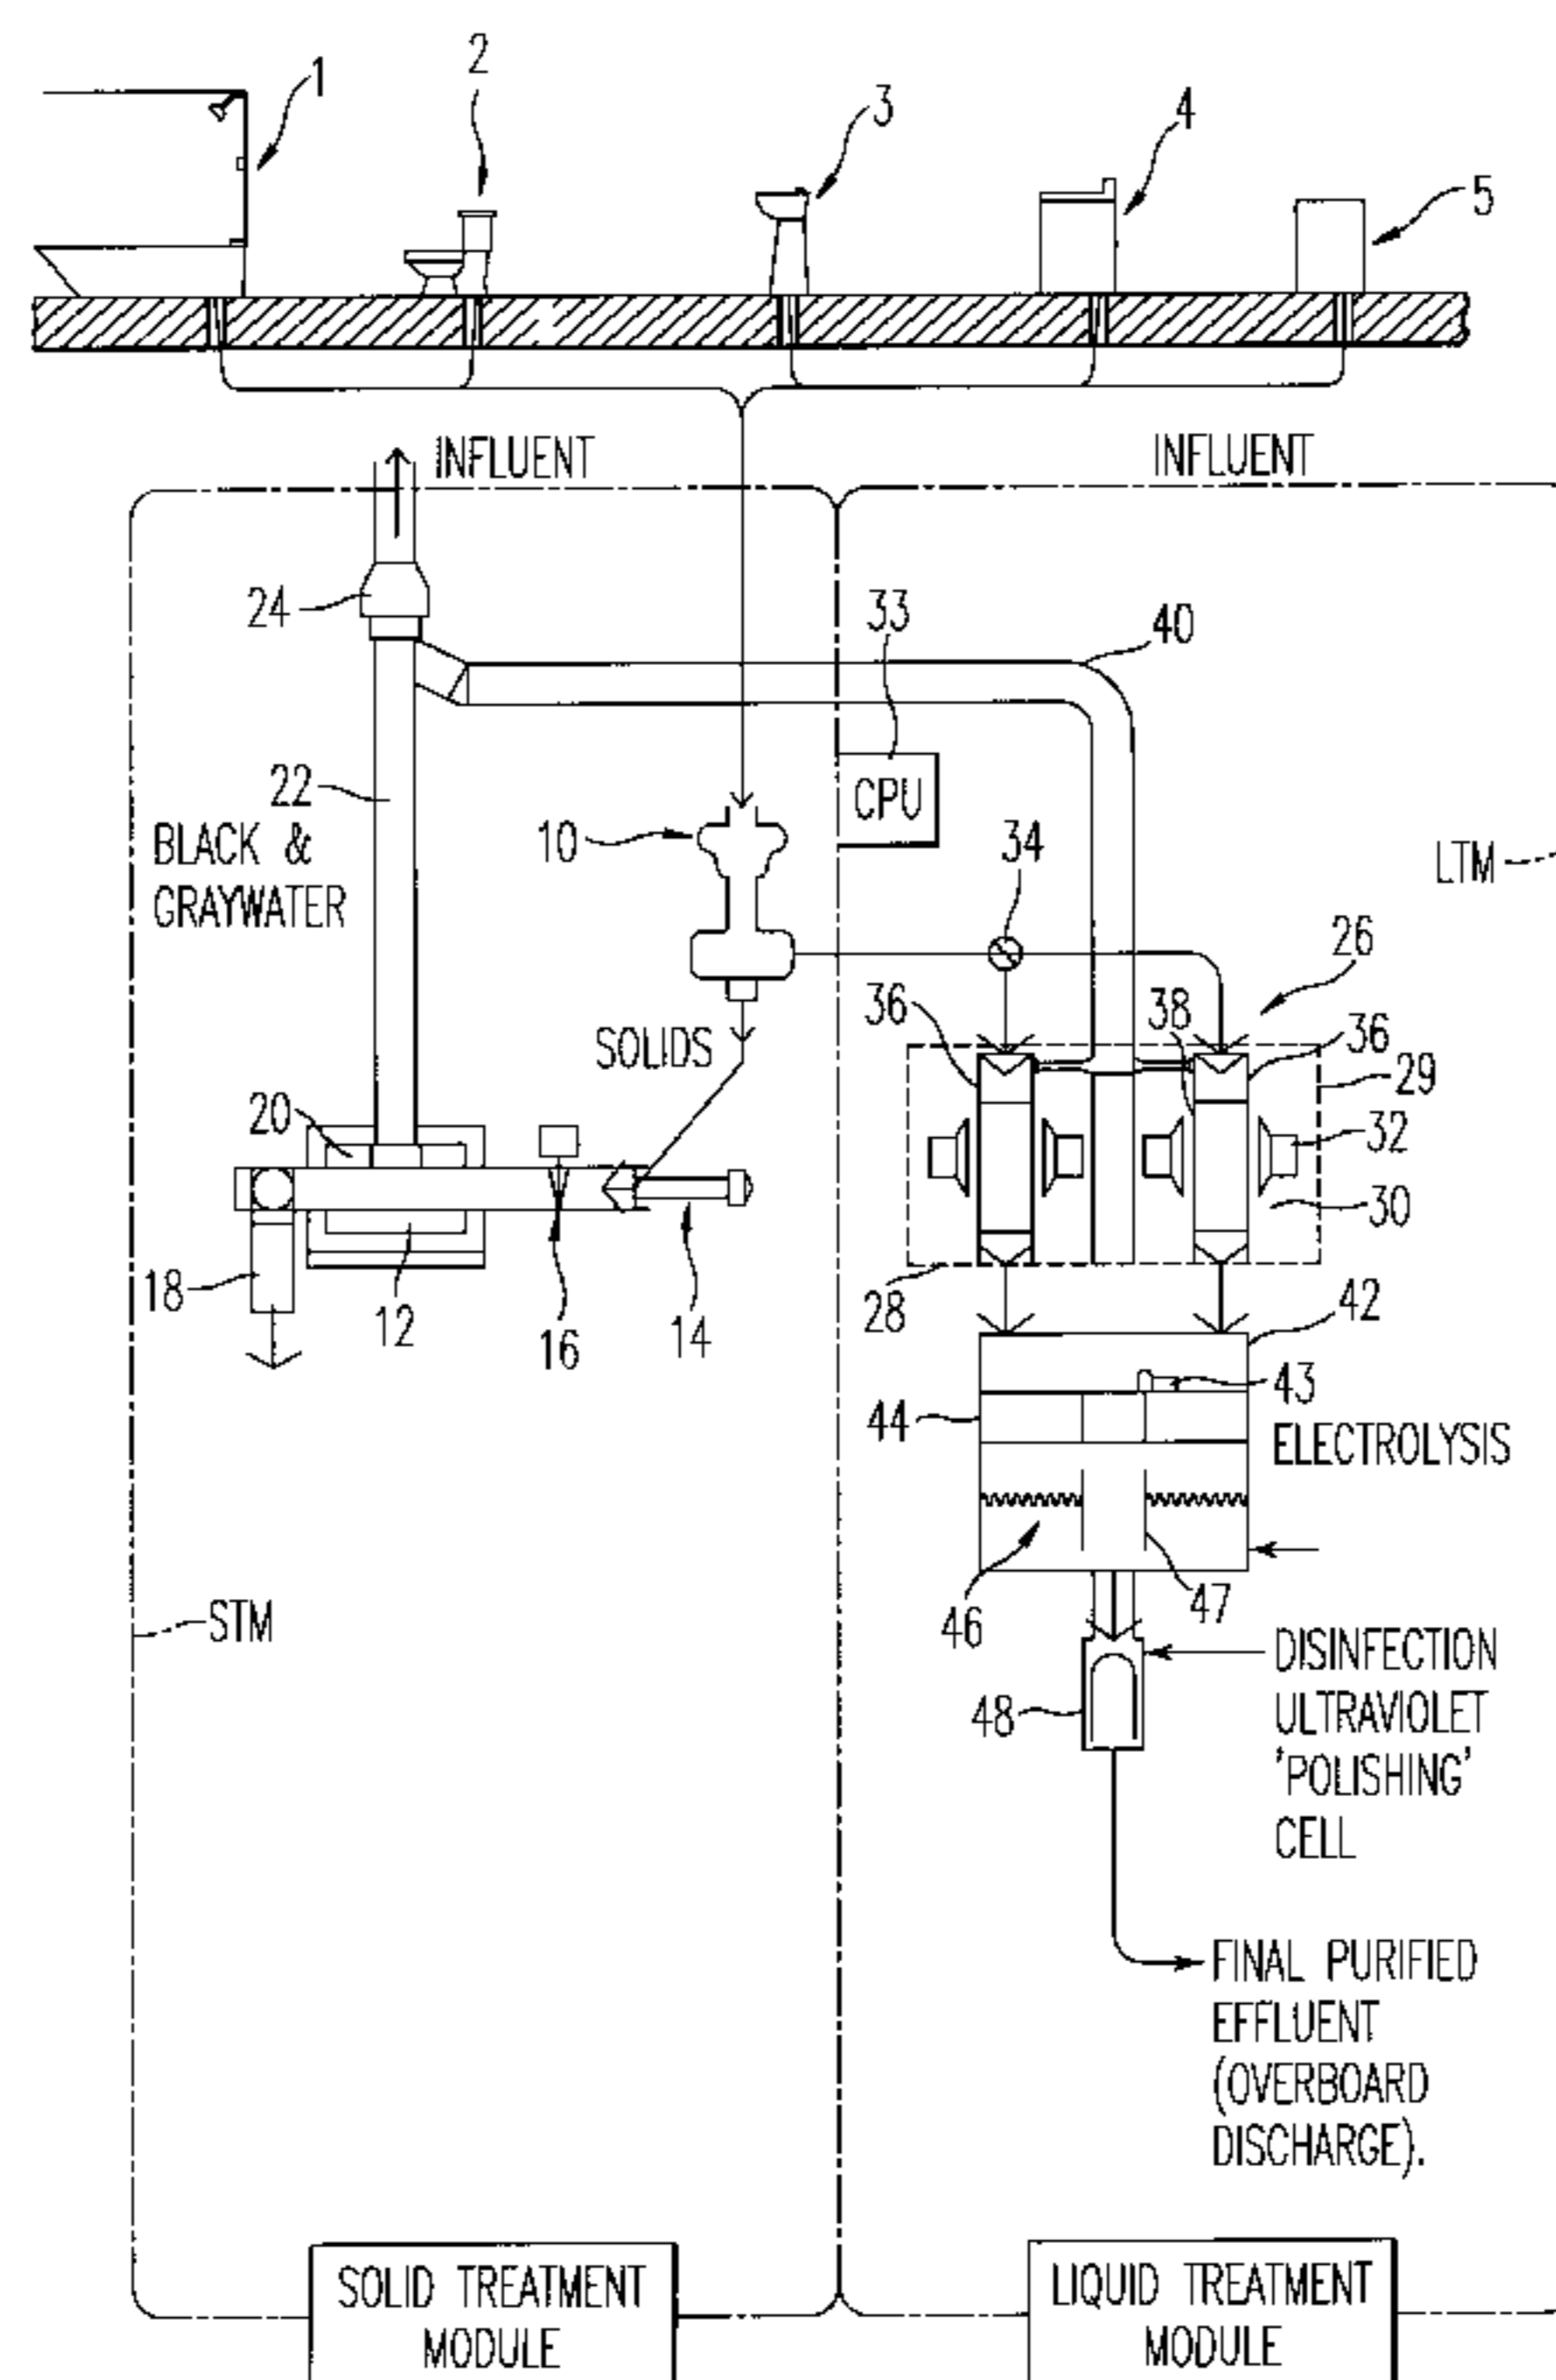 1
2
3
4
5
INFLUENT
INFLUENT
24
33
40
22
CPU
BLACK &
GRAYWATER
10
34
LTM
26
36
38
36
SOLIDS
29
20
32
30
18
12
16
14
28
42
43
44
ELECTROLYSIS
46
47
STM
DISINFECTION
ULTRAVIOLET
'POLISHING'
CELL
48
FINAL PURIFIED
EFFLUENT
(OVERBOARD
DISCHARGE).
SOLID TREATMENT
MODULE
LIQUID TREATMENT
MODULE